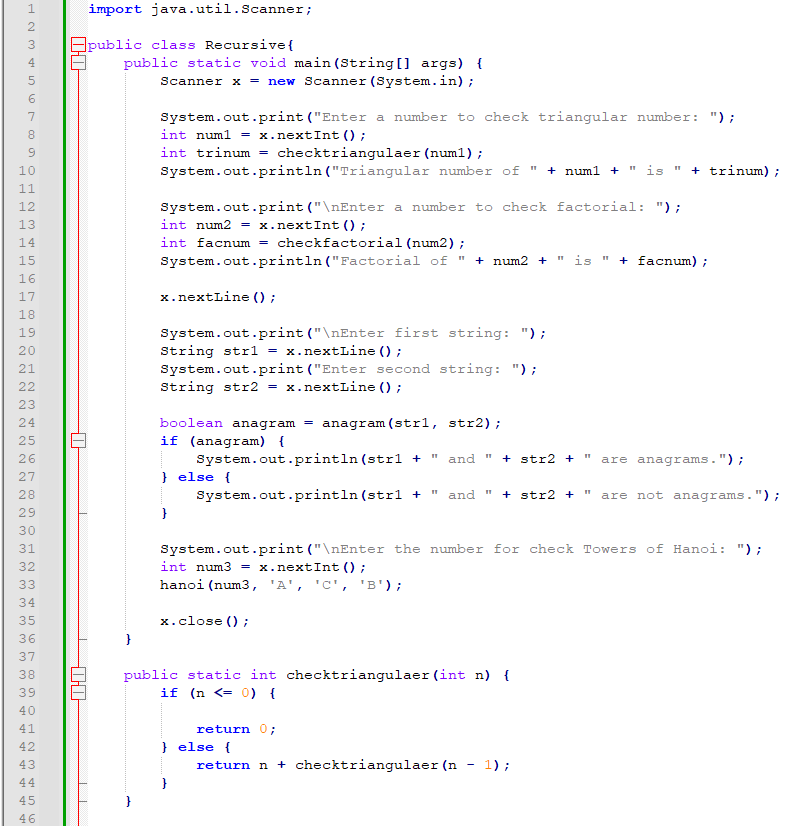 1 import java.util.Scanner;
2
3 public class Recursive{
4     public static void main(String[] args) {
5         Scanner x = new Scanner(System.in);
6
7         System.out.print("Enter a number to check triangular number: ");
8         int num1 = x.nextInt();
9         int trinum = checktriangulaer(num1);
10         System.out.println("Triangular number of " + num1 + " is " + trinum);
11
12         System.out.print("\nEnter a number to check factorial: ");
13         int num2 = x.nextInt();
14         int facnum = checkfactorial(num2);
15         System.out.println("Factorial of " + num2 + " is " + facnum);
16
17         x.nextLine();
18
19         System.out.print("\nEnter first string: ");
20         String str1 = x.nextLine();
21         System.out.print("Enter second string: ");
22         String str2 = x.nextLine();
23
24         boolean anagram = anagram(str1, str2);
25         if (anagram) {
26             System.out.println(str1 + " and " + str2 + " are anagrams.");
27         } else {
28             System.out.println(str1 + " and " + str2 + " are not anagrams.");
29         }
30
31         System.out.print("\nEnter the number for check Towers of Hanoi: ");
32         int num3 = x.nextInt();
33         hanoi(num3, 'A', 'C', 'B');
34
35         x.close();
36     }
37
38     public static int checktriangulaer(int n) {
39         if (n <= 0) {
40
41             return 0;
42         } else {
43             return n + checktriangulaer(n - 1);
44         }
45     }
46